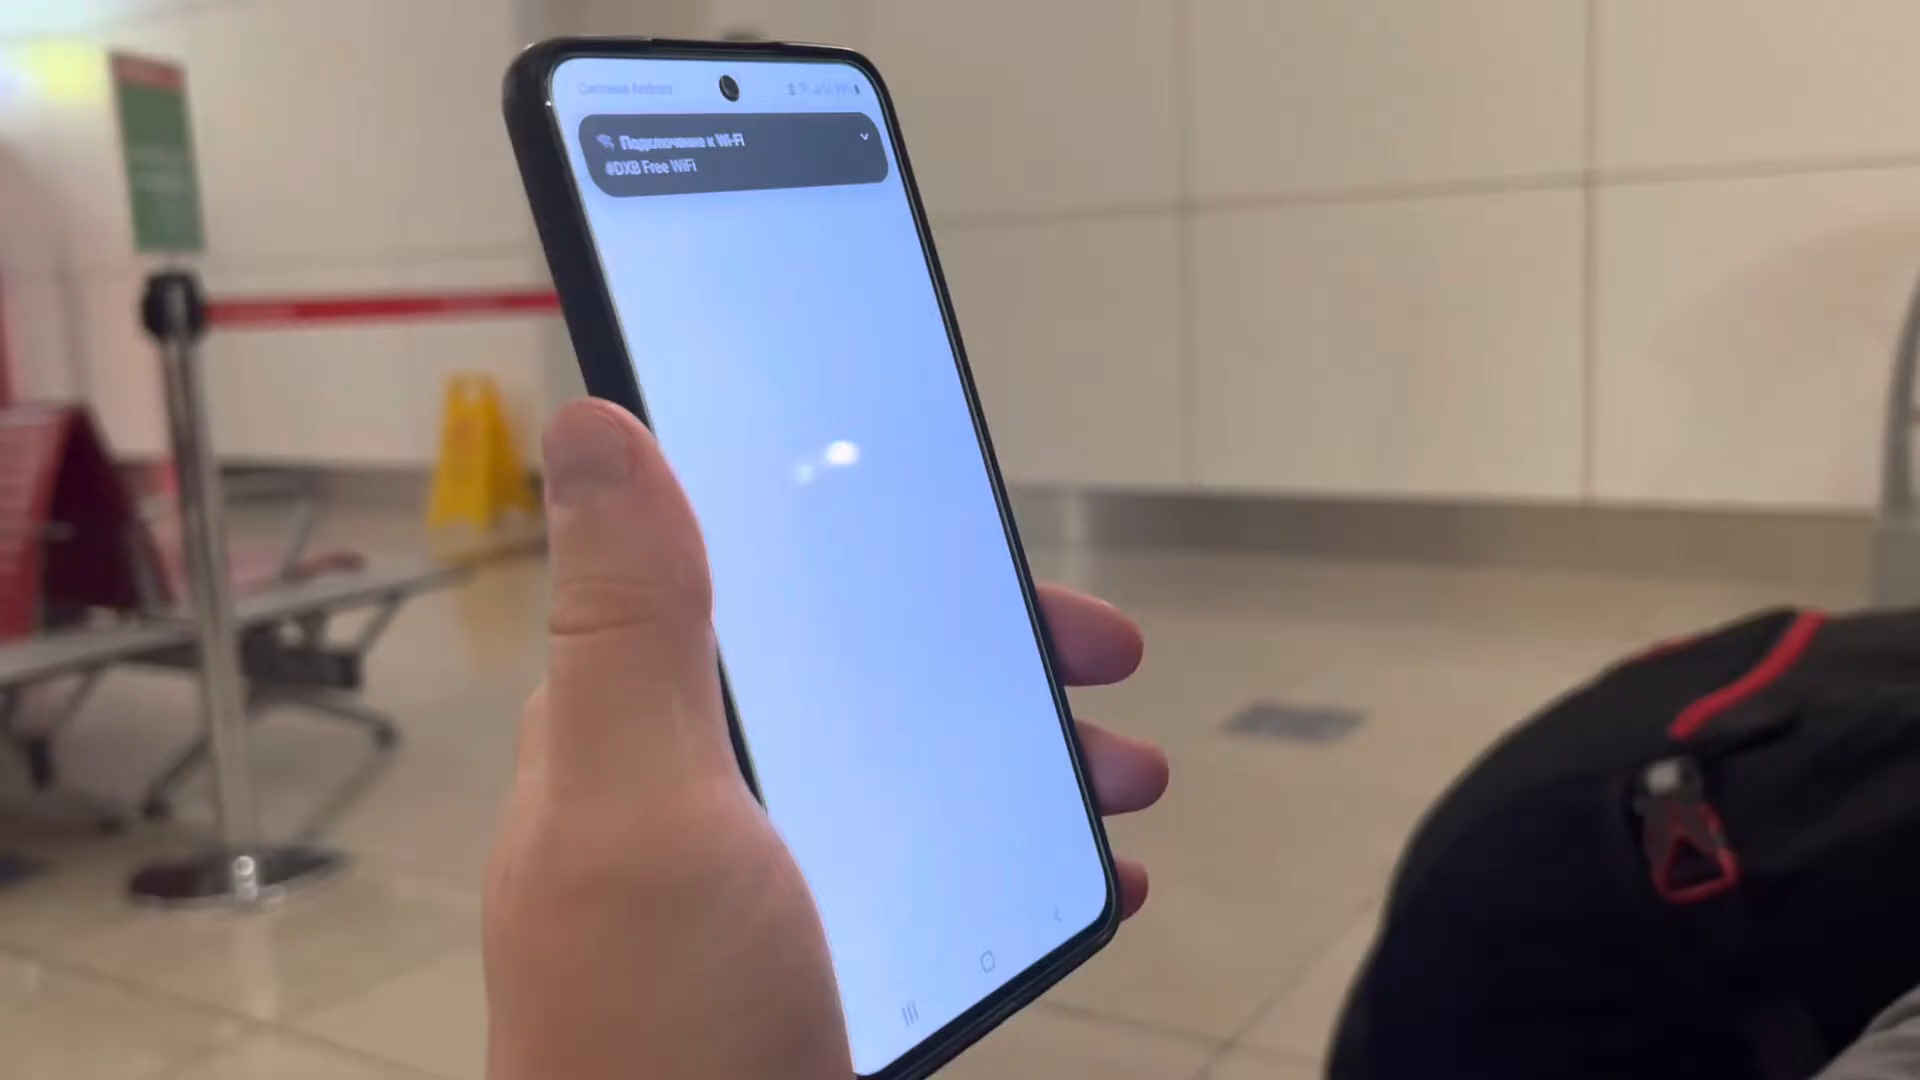 Система Android
Подключение к Wi-Fi
#DXB Free WiFi